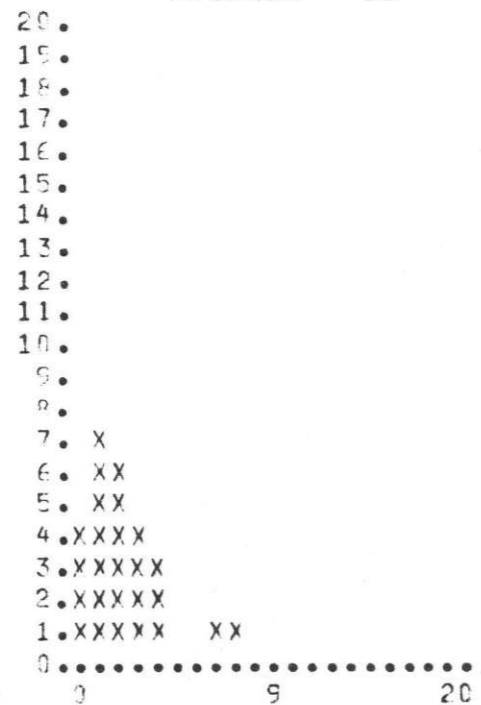 20.
19.
18.
17.
16.
15.
14.
13.
12.
11.
10.
9.
8.
7. X
6. XX
5. XX
4.XXXX
3.XXXXX
2.XXXXX
1.XXXXX  XX
0......................
0 9 20